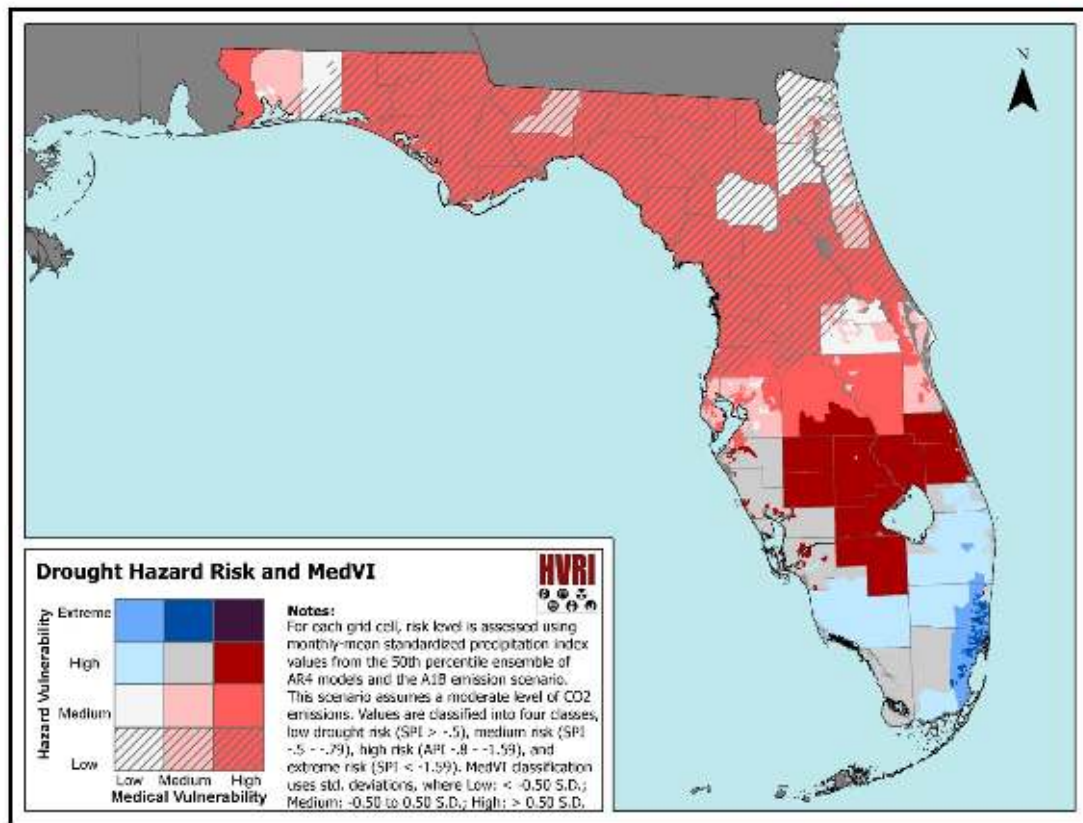 N
Drought Hazard Risk and MedVI
HVRI
Hazard Vulnerability
Extreme
High
Medium
Low
Low Medium High
Medical Vulnerability
Notes:
For each grid cell, risk level is assessed using
monthly-mean standardized precipitation index
values from the 50th percentile ensemble of
AR4 models and the A1B emission scenario.
This scenario assumes a moderate level of CO2
emissions. Values are classified into four classes,
low drought risk (SPI > -.5), medium risk (SPI
-.5 - -.79), high risk (API -.8 - -1.59), and
extreme risk (SPI < -1.59). MedVI classification
uses std. deviations, where Low: < -0.50 S.D.;
Medium: -0.50 to 0.50 S.D.; High: > 0.50 S.D.